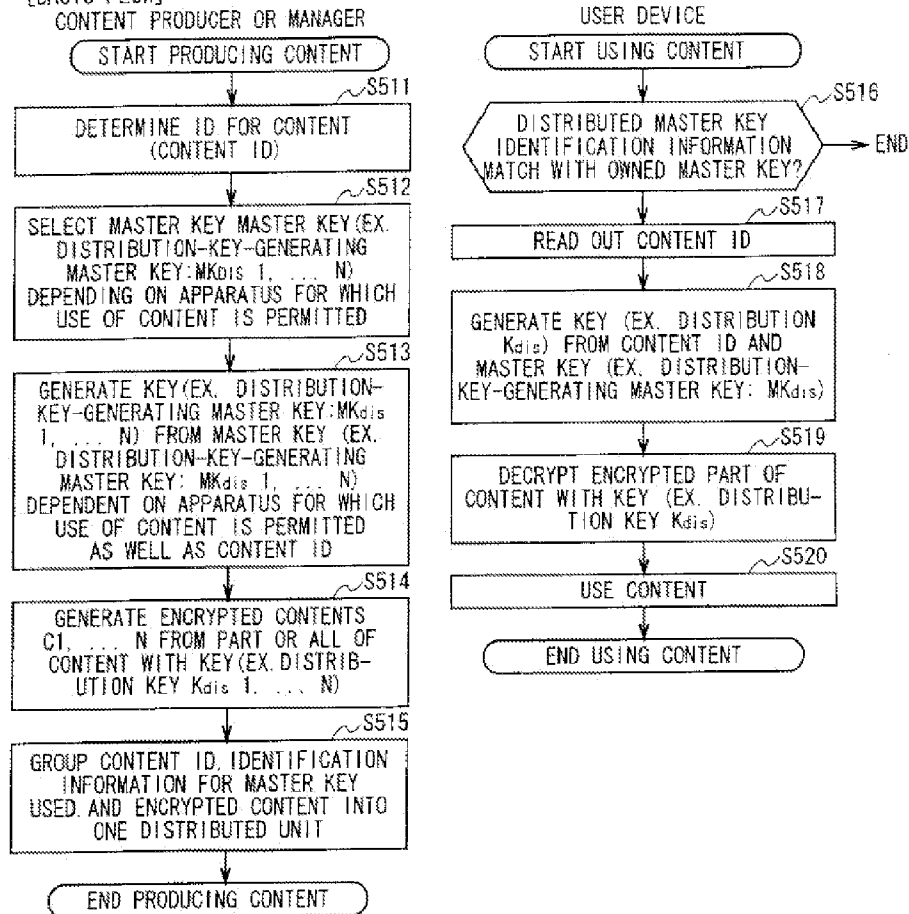 [BASIC FLOW]
CONTENT PRODUCER OR MANAGER
START PRODUCING CONTENT
S511
DETERMINE ID FOR CONTENT
(CONTENT ID)
S512
SELECT MASTER KEY MASTER KEY(EX.
DISTRIBUTION-KEY-GENERATING
MASTER KEY:MKDis 1, ... N)
DEPENDING ON APPARATUS FOR WHICH
USE OF CONTENT IS PERMITTED
S513
GENERATE KEY(EX. DISTRIBUTION-
KEY-GENERATING MASTER KEY:MKdis
1, ... N) FROM MASTER KEY (EX.
DISTRIBUTION-KEY-GENERATING
MASTER KEY: MKdis 1, ... N)
DEPENDENT ON APPARATUS FOR WHICH
USE OF CONTENT IS PERMITTED
AS WELL AS CONTENT ID
S514
GENERATE ENCRYPTED CONTENTS
C1, ... N FROM PART OR ALL OF
CONTENT WITH KEY(EX.DISTRIB-
UTION KEY Kdis 1, ... N)
S515
GROUP CONTENT ID, IDENTIFICATION
INFORMATION FOR MASTER KEY
USED, AND ENCRYPTED CONTENT INTO
ONE DISTRIBUTED UNIT
END PRODUCING CONTENT
USER DEVICE
START USING CONTENT
S516
DISTRIBUTED MASTER KEY
IDENTIFICATION INFORMATION
MATCH WITH OWNED MASTER KEY?
END
S517
READ OUT CONTENT ID
S518
GENERATE KEY (EX. DISTRIBUTION
Kdis) FROM CONTENT ID AND
MASTER KEY (EX. DISTRIBUTION-
KEY-GENERATING MASTER KEY: MKdis)
S519
DECRYPT ENCRYPTED PART OF
CONTENT WITH KEY (EX. DISTRIBU-
TION KEY Kdis)
S520
USE CONTENT
END USING CONTENT